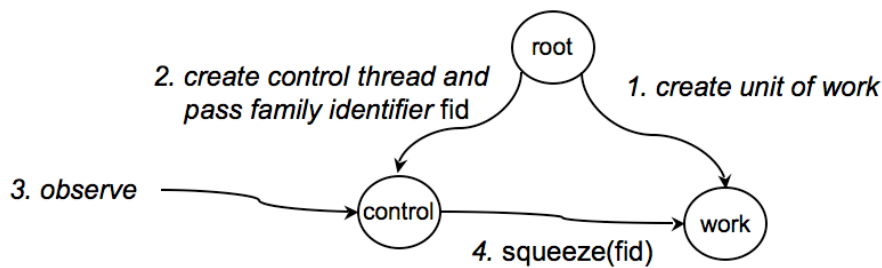 root
2. create control thread and
pass family identifier fid
1. create unit of work
3. observe
control
work
4. squeeze(fid)